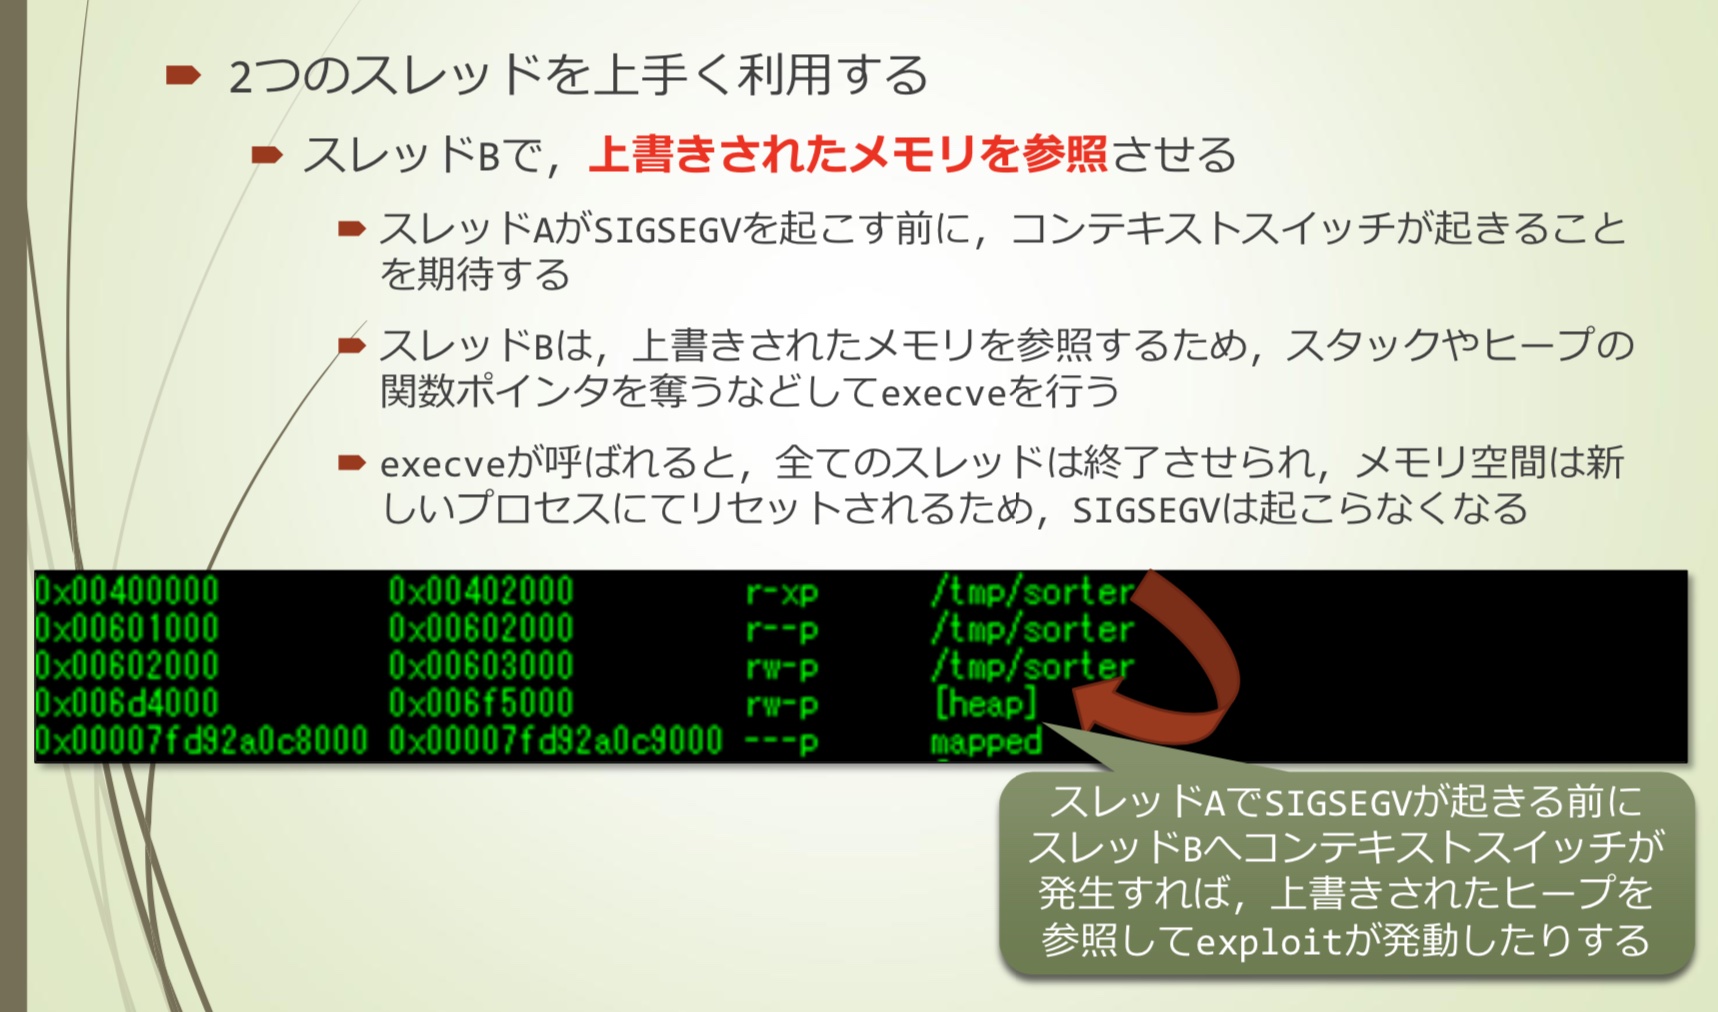 2つのスレッドを上手く利用する
スレッドBで，上書きされたメモリを参照させる
スレッドAがSIGSEGVを起こす前に，コンテキストスイッチが起きること
を期待する
スレッドBは，上書きされたメモリを参照するため，スタックやヒープの
関数ポインタを奪うなどしてexecveを行う
execveが呼ばれると，全てのスレッドは終了させられ，メモリ空間は新
しいプロセスにてリセットされるため，SIGSEGVは起こらなくなる
0x00400000 0x00402000 r-xp /tmp/sorter
0x00601000 0x00602000 r--p /tmp/sorter
0x00602000 0x00603000 rw-p /tmp/sorter
0x006d4000 0x006f5000 rw-p [heap]
0x00007fd92a0c8000 0x00007fd92a0c9000 ---p mapped
スレッドAでSIGSEGVが起きる前に
スレッドBへコンテキストスイッチが
発生すれば，上書きされたヒープを
参照してexploitが発動したりする